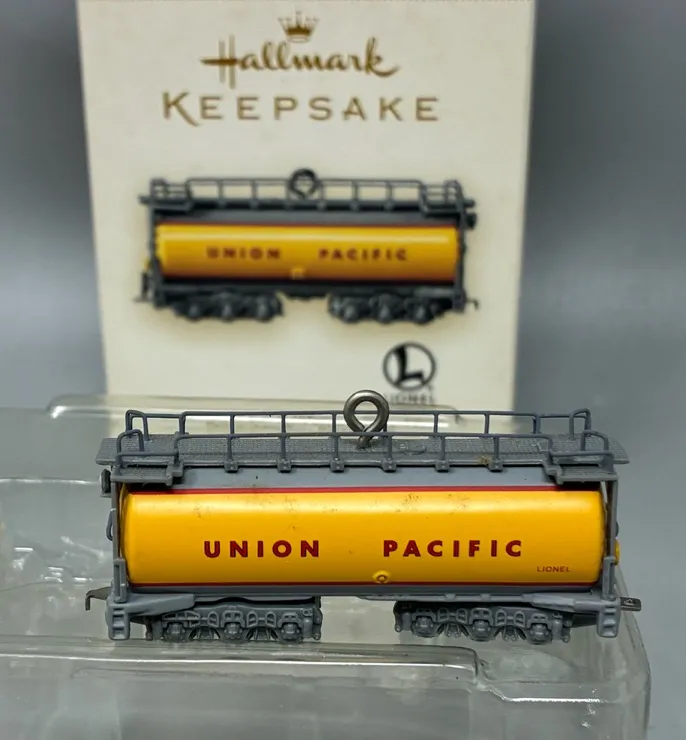 Hallmark
KEEPSAKE
UNION PACIFIC
L
LIONEL
UNION PACIFIC
LIONEL